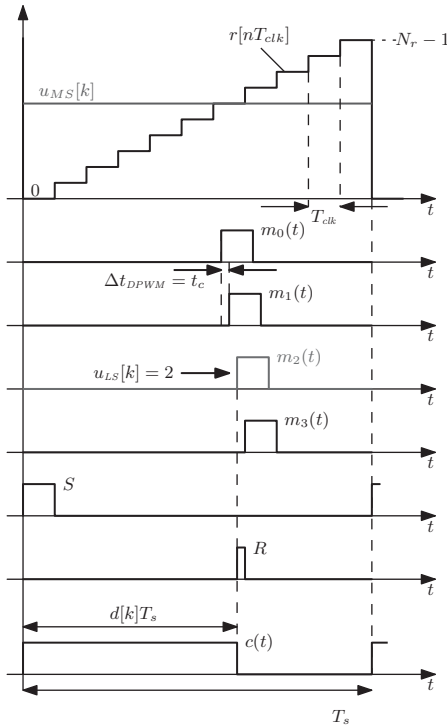 r[nT_clk]
N_r − 1
u_MS[k]
0
T_clk
t
m_0(t)
t
Δt_DPWM = t_c
m_1(t)
t
m_2(t)
u_LS[k] = 2
t
m_3(t)
t
S
t
R
t
d[k]T_s
c(t)
t
T_s